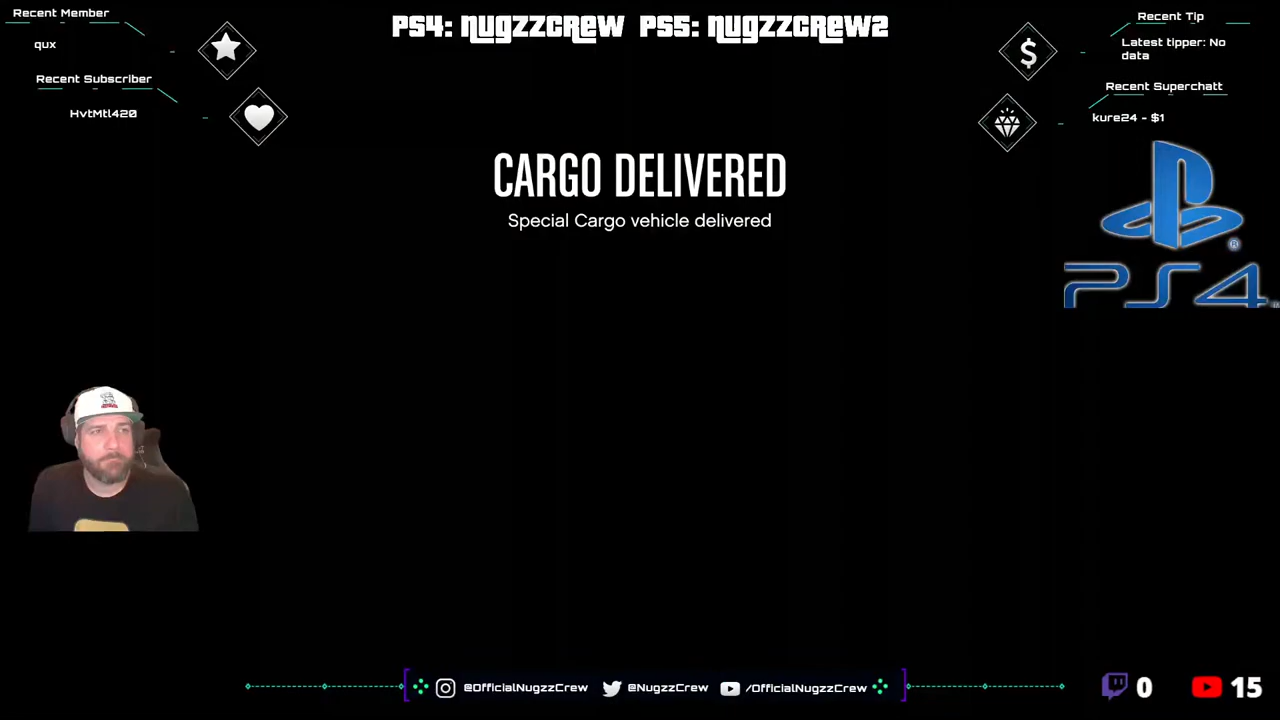 Recent Member
qux
Recent Subscriber
HvtMtl420
PS4: NugzzCrew PS5: NugzzCrew2
Recent Tip
Latest tipper: No
data
Recent Superchatt
kure24 - $1
CARGO DELIVERED
Special Cargo vehicle delivered
PS4
@OfficialNugzzCrew @NugzzCrew /OfficialNugzzCrew
0 15